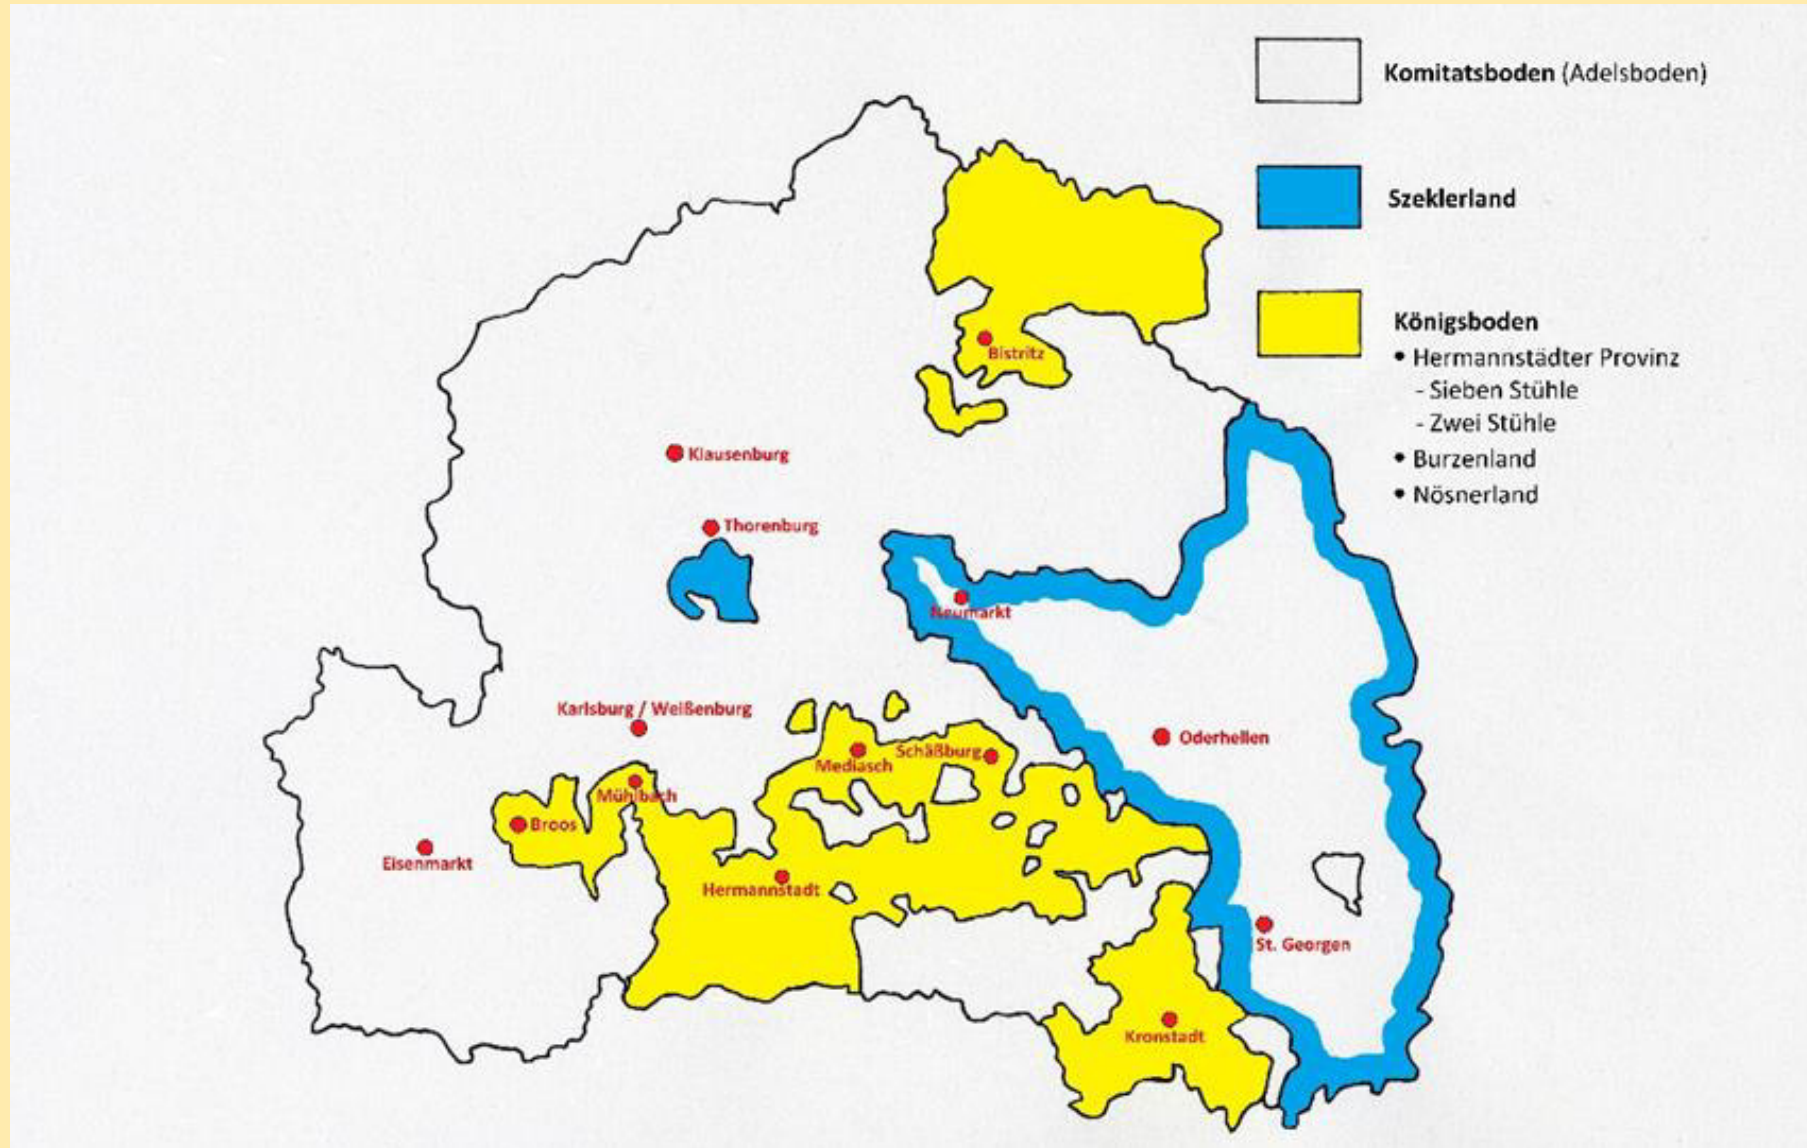 Komitatsboden (Adelsboden)
Szeklerland
Königsboden
• Hermannstädter Provinz
- Sieben Stühle
- Zwei Stühle
• Burzenland
• Nösnerland
Bistritz
Klausenburg
Thorenburg
Neumarkt
Karlsburg / Weißenburg
Oderhellen
Schäßburg
Mediasch
Mühlbach
Broos
Eisenmarkt
Hermannstadt
St. Georgen
Kronstadt